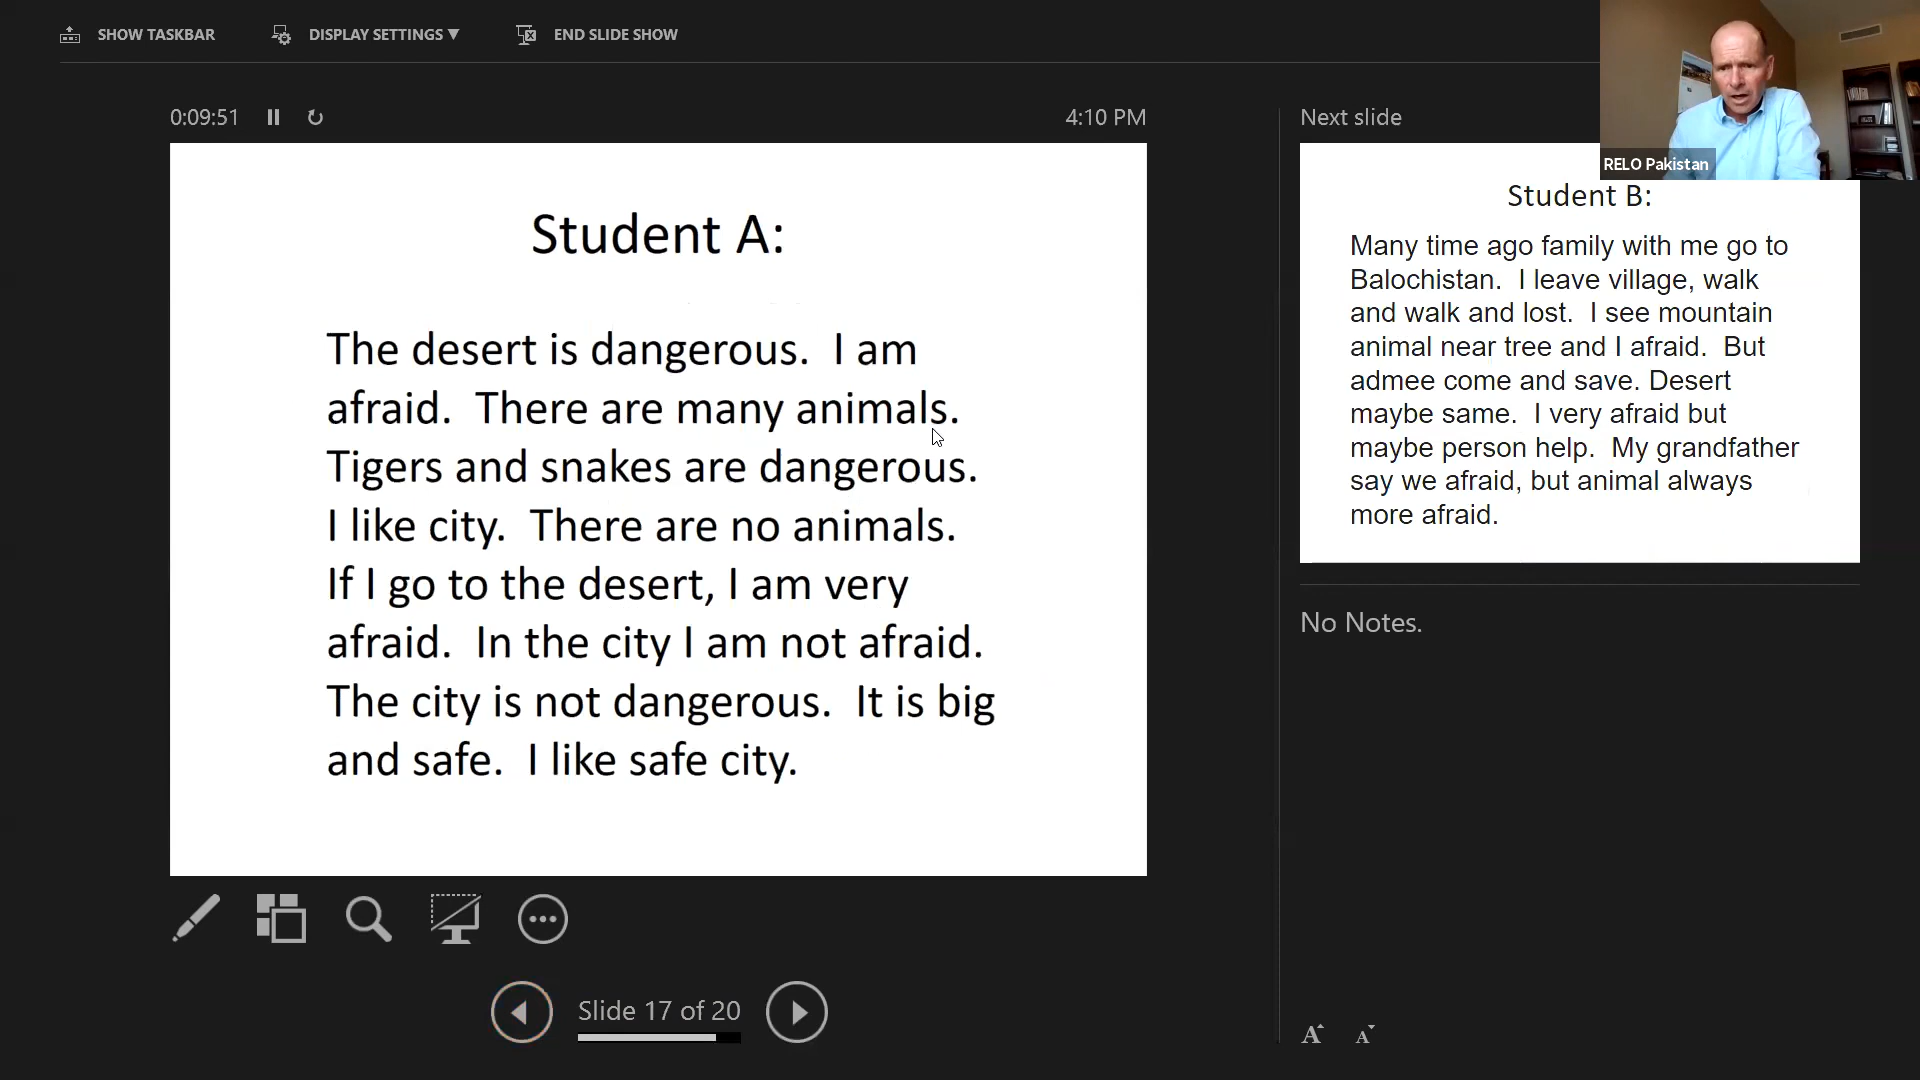 SHOW TASKBAR
DISPLAY SETTINGS ▼
END SLIDE SHOW
0:09:51
4:10 PM
Student A:
The desert is dangerous.  I am
afraid.  There are many animals.
Tigers and snakes are dangerous.
I like city.  There are no animals.
If I go to the desert, I am very
afraid.  In the city I am not afraid.
The city is not dangerous.  It is big
and safe.  I like safe city.
Slide 17 of 20
Next slide
RELO Pakistan
Student B:
Many time ago family with me go to
Balochistan.  I leave village, walk
and walk and lost.  I see mountain
animal near tree and I afraid.  But
admee come and save. Desert
maybe same.  I very afraid but
maybe person help.  My grandfather
say we afraid, but animal always
more afraid.
No Notes.
A A